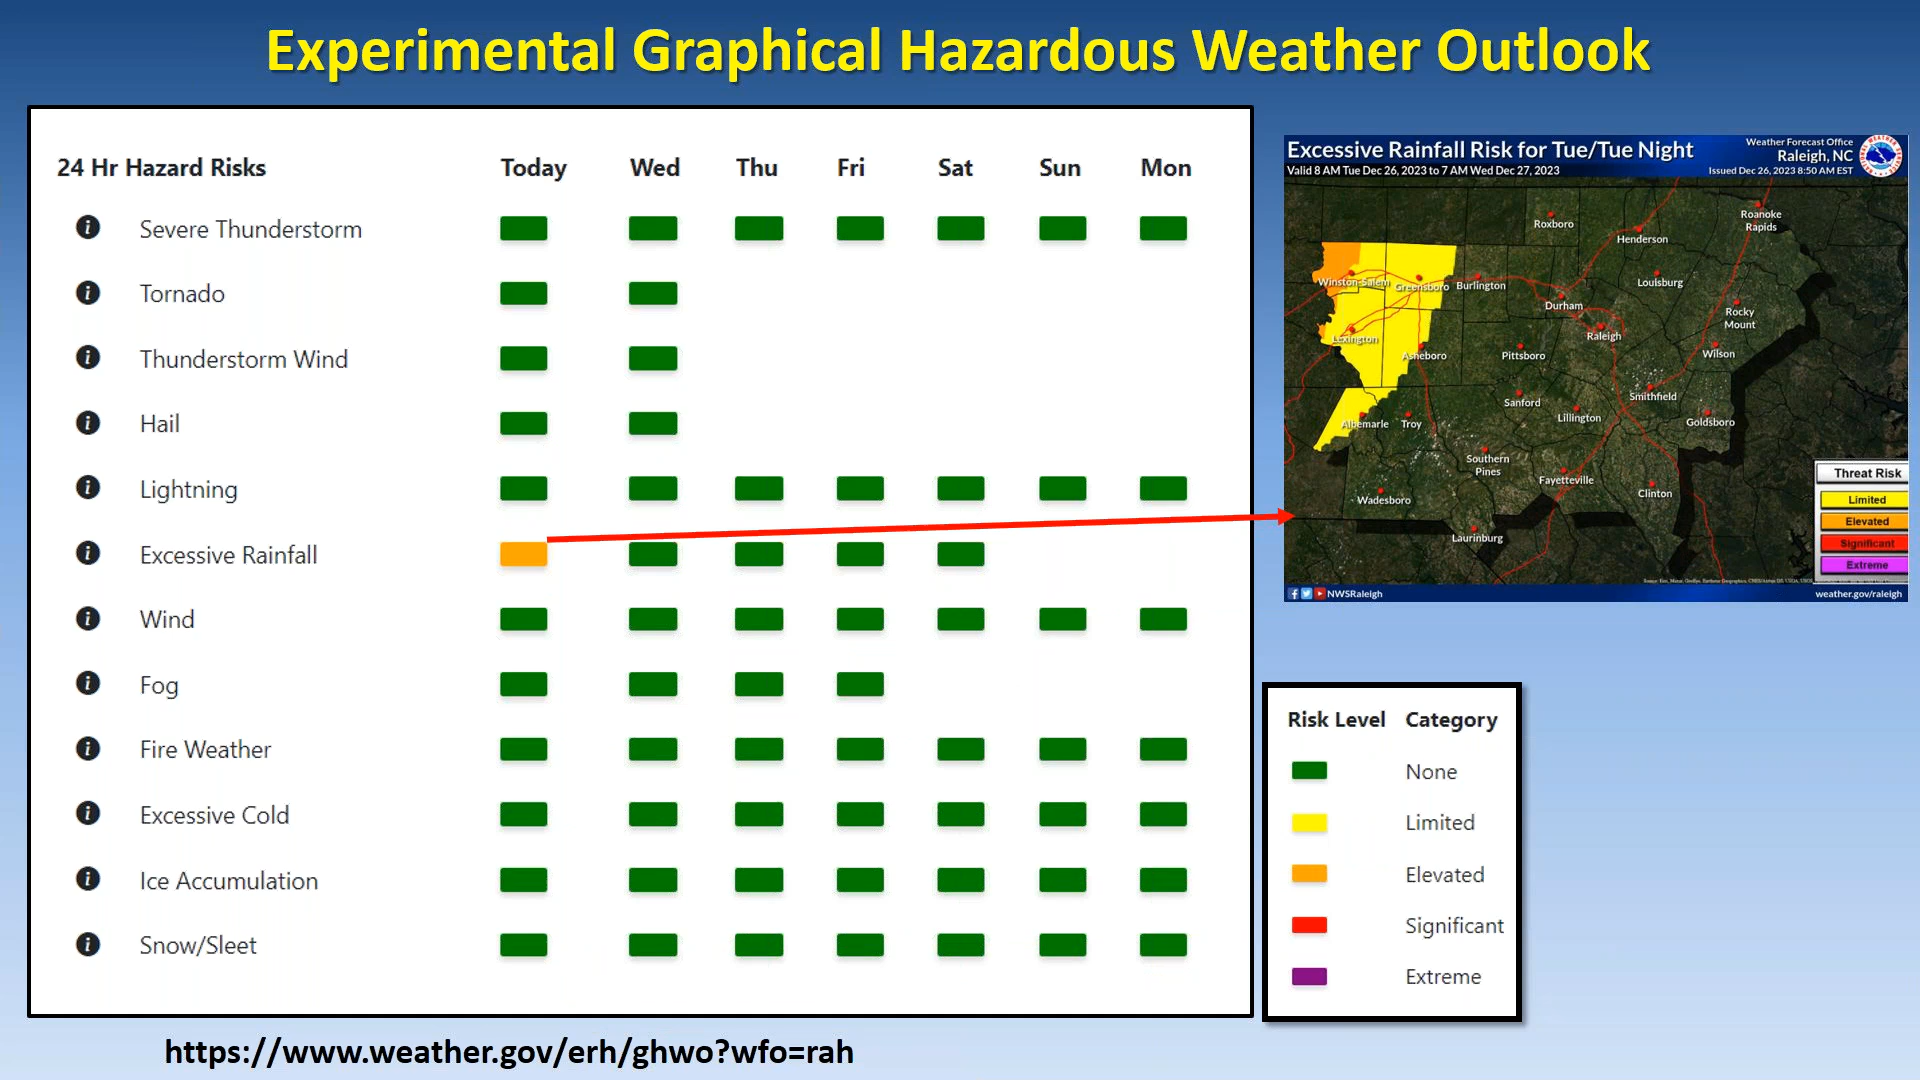 Experimental Graphical Hazardous Weather Outlook
24 Hr Hazard Risks Today Wed Thu Fri Sat Sun Mon
Severe Thunderstorm
Tornado
Thunderstorm Wind
Hail
Lightning
Excessive Rainfall
Wind
Fog
Fire Weather
Excessive Cold
Ice Accumulation
Snow/Sleet
https://www.weather.gov/erh/ghwo?wfo=rah
Excessive Rainfall Risk for Tue/Tue Night
Valid 8 AM Tue Dec 26, 2023 to 7 AM Wed Dec 27, 2023
Weather Forecast Office
Raleigh, NC
Issued Dec 26, 2023 8:50 AM EST
Roxboro
Henderson
Roanoke
Rapids
Winston-Salem
Greensboro
Burlington
Durham
Louisburg
Rocky
Mount
Raleigh
Lexington
Asheboro
Pittsboro
Wilson
Sanford
Smithfield
Albemarle
Troy
Lillington
Goldsboro
Southern
Pines
Fayetteville
Clinton
Wadesboro
Laurinburg
Threat Risk
Limited
Elevated
Significant
Extreme
NWSRaleigh
weather.gov/raleigh
Risk Level Category
None
Limited
Elevated
Significant
Extreme